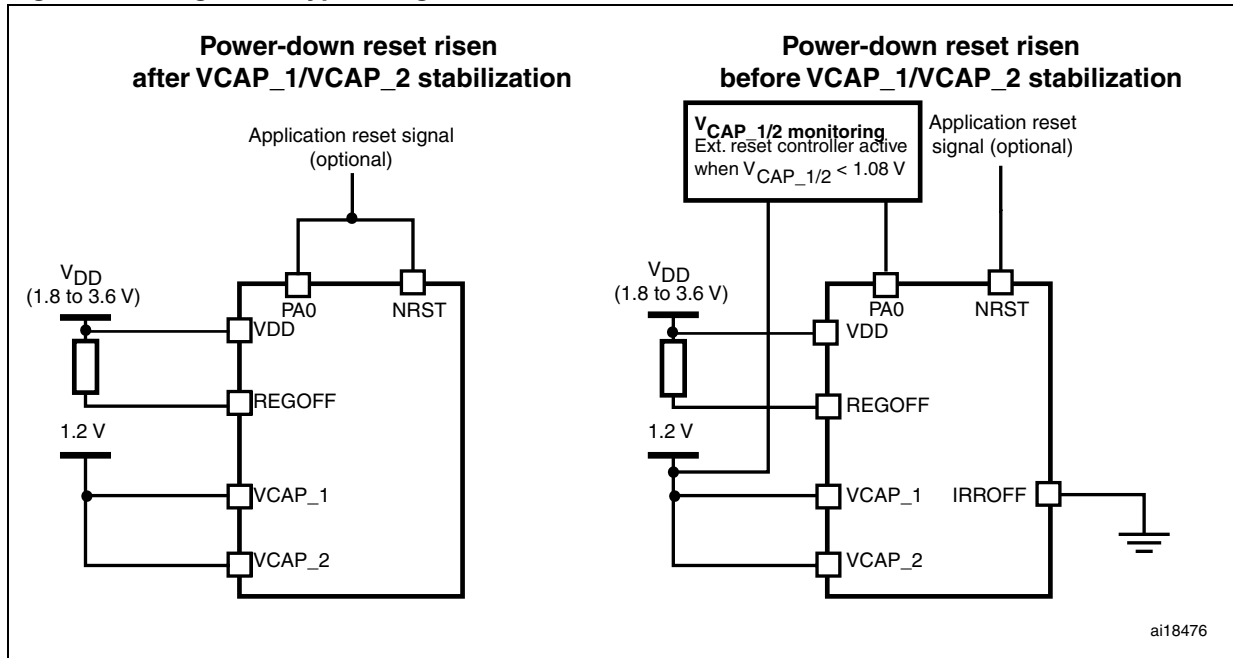 Power-down reset risen
after VCAP_1/VCAP_2 stabilization
Application reset signal
(optional)
VDD
(1.8 to 3.6 V)
PA0
NRST
VDD
REGOFF
1.2 V
VCAP_1
VCAP_2
Power-down reset risen
before VCAP_1/VCAP_2 stabilization
VCAP_1/2 monitoring
Ext. reset controller active
when VCAP_1/2 < 1.08 V
Application reset
signal (optional)
VDD
(1.8 to 3.6 V)
PA0
NRST
VDD
REGOFF
1.2 V
VCAP_1
IRROFF
VCAP_2
ai18476